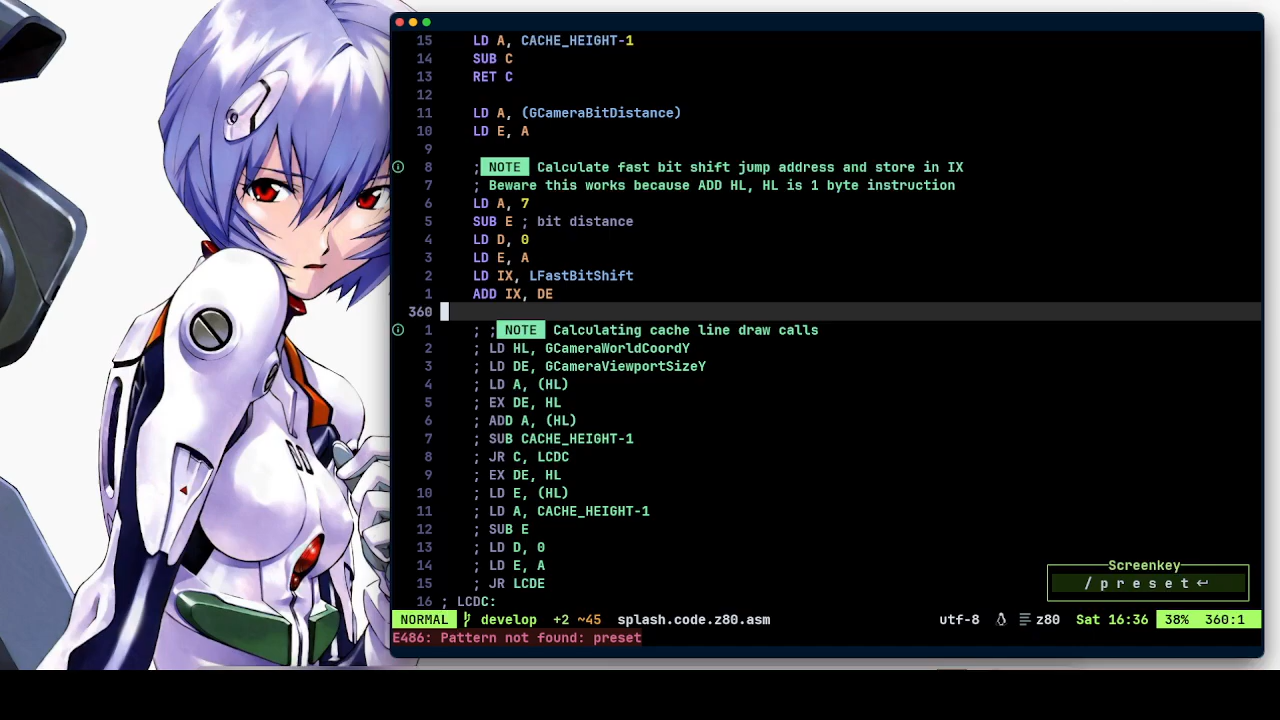 15 LD A, CACHE_HEIGHT-1
14 SUB C
13 RET C
12
11 LD A, (GCameraBitDistance)
10 LD E, A
9
8 ; NOTE Calculate fast bit shift jump address and store in IX
7 ; Beware this works because ADD HL, HL is 1 byte instruction
6 LD A, 7
5 SUB E ; bit distance
4 LD D, 0
3 LD E, A
2 LD IX, LFastBitShift
1 ADD IX, DE
360
1 ; ; NOTE Calculating cache line draw calls
2 ; LD HL, GCameraWorldCoordY
3 ; LD DE, GCameraViewportSizeY
4 ; LD A, (HL)
5 ; EX DE, HL
6 ; ADD A, (HL)
7 ; SUB CACHE_HEIGHT-1
8 ; JR C, LCDC
9 ; EX DE, HL
10 ; LD E, (HL)
11 ; LD A, CACHE_HEIGHT-1
12 ; SUB E
13 ; LD D, 0
14 ; LD E, A
15 ; JR LCDE
16 ; LCDC:
Screenkey
/ p r e s e t ↵
NORMAL develop +2 ~45 splash.code.z80.asm utf-8 z80 Sat 16:36 38% 360:1
E486: Pattern not found: preset
00